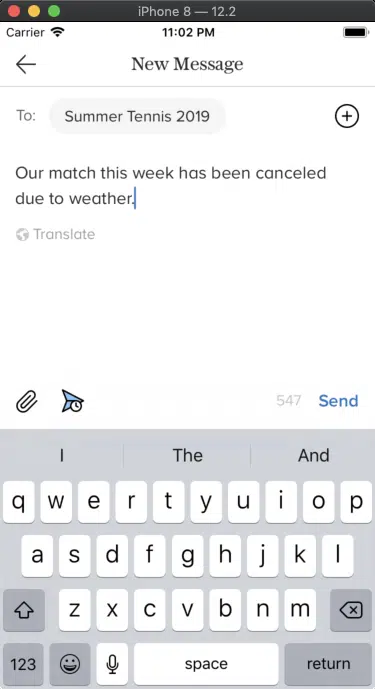 iPhone 8 — 12.2
Carrier 11:02 PM
New Message
To: Summer Tennis 2019
Our match this week has been canceled
due to weather.
Translate
547 Send
I The And
q w e r t y u i o p
a s d f g h j k l
z x c v b n m
123 space return